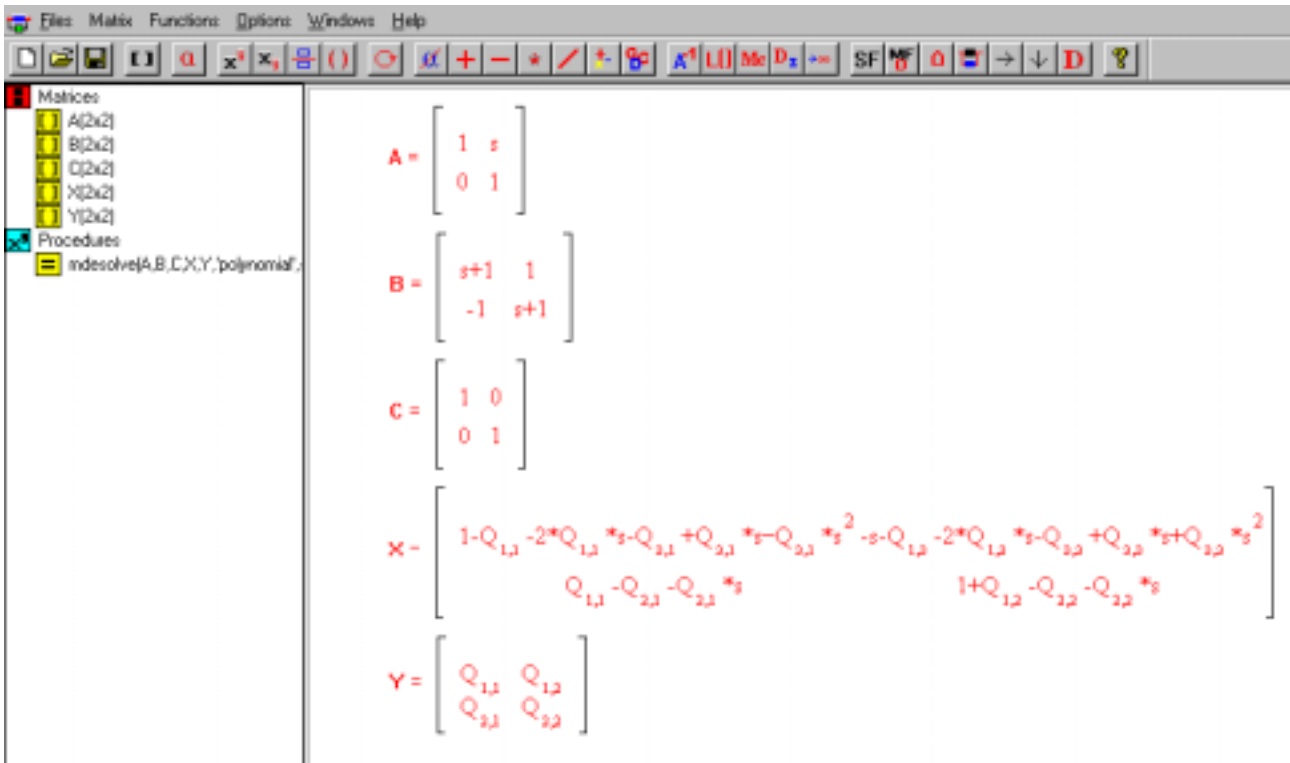 Files Matrix Functions Options Windows Help
SF
D
?
Matrices
A(2x2)
B(2x2)
C(2x2)
X(2x2)
Y(2x2)
Procedures
mdesolve(A,B,C,X,Y,'polynomial',
A = [ 1 s
0 1 ]
B = [ s+1 1
-1 s+1 ]
C = [ 1 0
0 1 ]
X = [ 1-Q1,1 -2*Q1,1 *s-Q2,1 +Q2,1 *s-Q2,1 *s2 -s-Q1,2 -2*Q1,2 *s-Q2,2 +Q2,2 *s+Q2,2 *s2
Q1,1 -Q2,1 -Q2,1 *s 1+Q1,2 -Q2,2 -Q2,2 *s ]
Y = [ Q1,1 Q1,2
Q2,1 Q2,2 ]